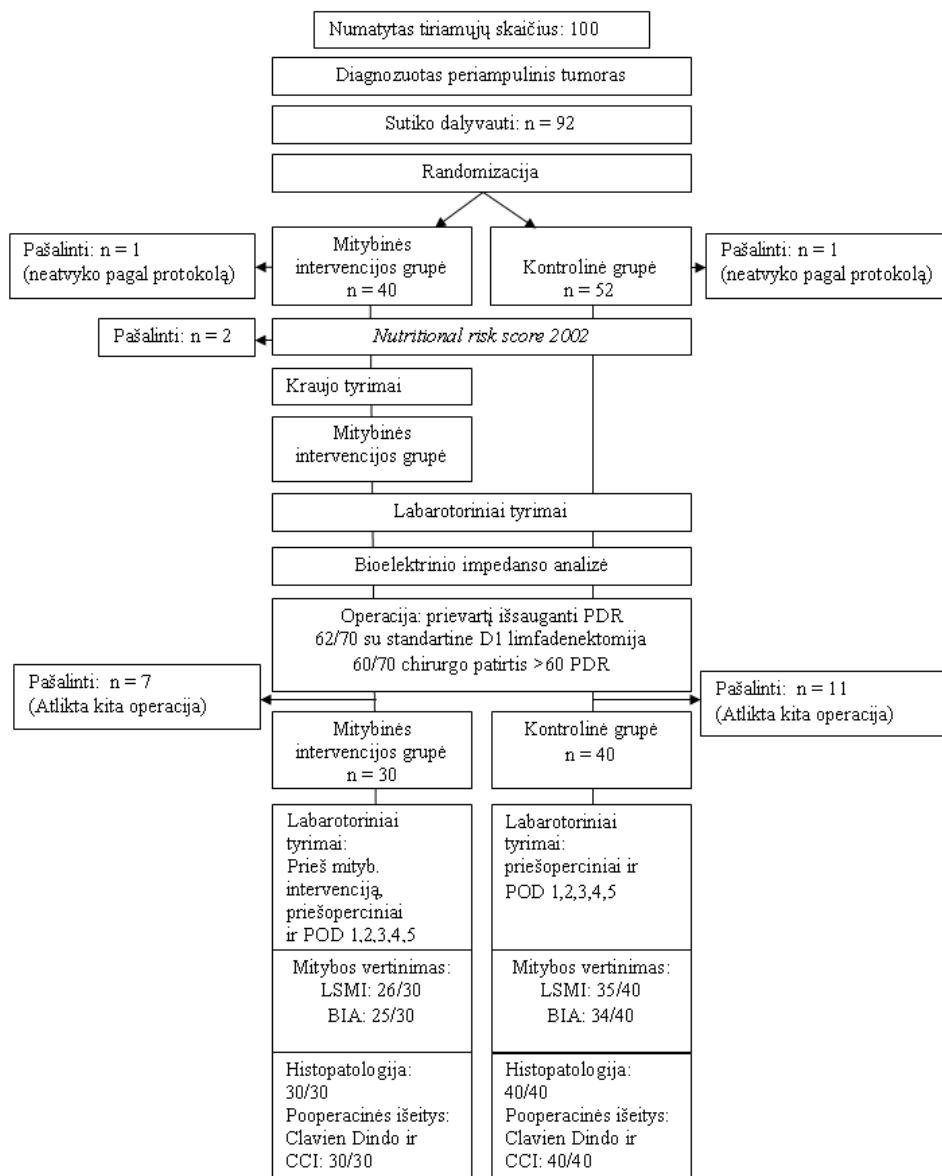 Numatytas tiriamųjų skaičius: 100
Diagnozuotas periampulinis tumoras
Sutiko dalyvauti: n = 92
Randomizacija
Pašalinti: n = 1
(neatvyko pagal protokolą)
Mitybinės
intervencijos grupė
n = 40
Kontrolinė grupė
n = 52
Pašalinti: n = 1
(neatvyko pagal protokolą)
Pašalinti: n = 2
Nutritional risk score 2002
Kraujo tyrimai
Mitybinės
intervencijos grupė
Labarotoriniai tyrimai
Bioelektrinio impedanso analizė
Operacija: prievartį išsauganti PDR
62/70 su standartine D1 limfadenektomija
60/70 chirurgo patirtis >60 PDR
Pašalinti: n = 7
(Atlikta kita operacija)
Pašalinti: n = 11
(Atlikta kita operacija)
Mitybinės
intervencijos grupė
n = 30
Kontrolinė grupė
n = 40
Labarotoriniai
tyrimai:
Prieš mityb.
intervenciją,
priešoperciniai
ir POD 1,2,3,4,5
Labarotoriniai
tyrimai:
priešoperciniai ir
POD 1,2,3,4,5
Mitybos vertinimas:
LSMI: 26/30
BIA: 25/30
Mitybos vertinimas:
LSMI: 35/40
BIA: 34/40
Histopatologija:
30/30
Pooperacinės išeitys:
Clavien Dindo ir
CCI: 30/30
Histopatologija:
40/40
Pooperacinės išeitys:
Clavien Dindo ir
CCI: 40/40